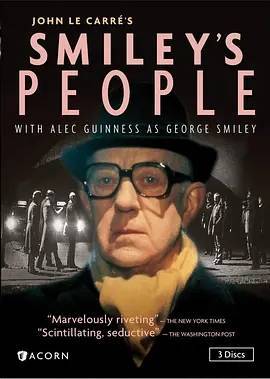 JOHN LE CARRÉ'S
SMILEY'S
PEOPLE
WITH ALEC GUINNESS AS GEORGE SMILEY
"Marvelously riveting" — THE NEW YORK TIMES
"Scintillating, seductive" — THE WASHINGTON POST
ACORN
3 Discs